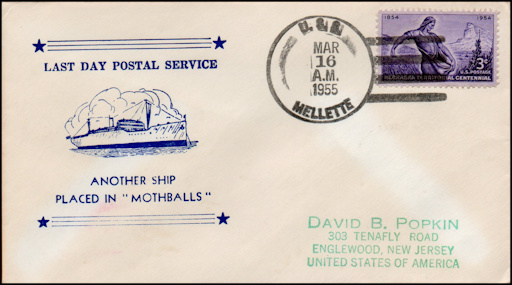 LAST DAY POSTAL SERVICE
ANOTHER SHIP
PLACED IN "MOTHBALLS"
MAR
16
A.M.
1955
MELLETTE
1854 1954
3¢
U.S. POSTAGE
NEBRASKA TERRITORIAL CENTENNIAL
DAVID B. POPKIN
303 TENAFLY ROAD
ENGLEWOOD, NEW JERSEY
UNITED STATES OF AMERICA